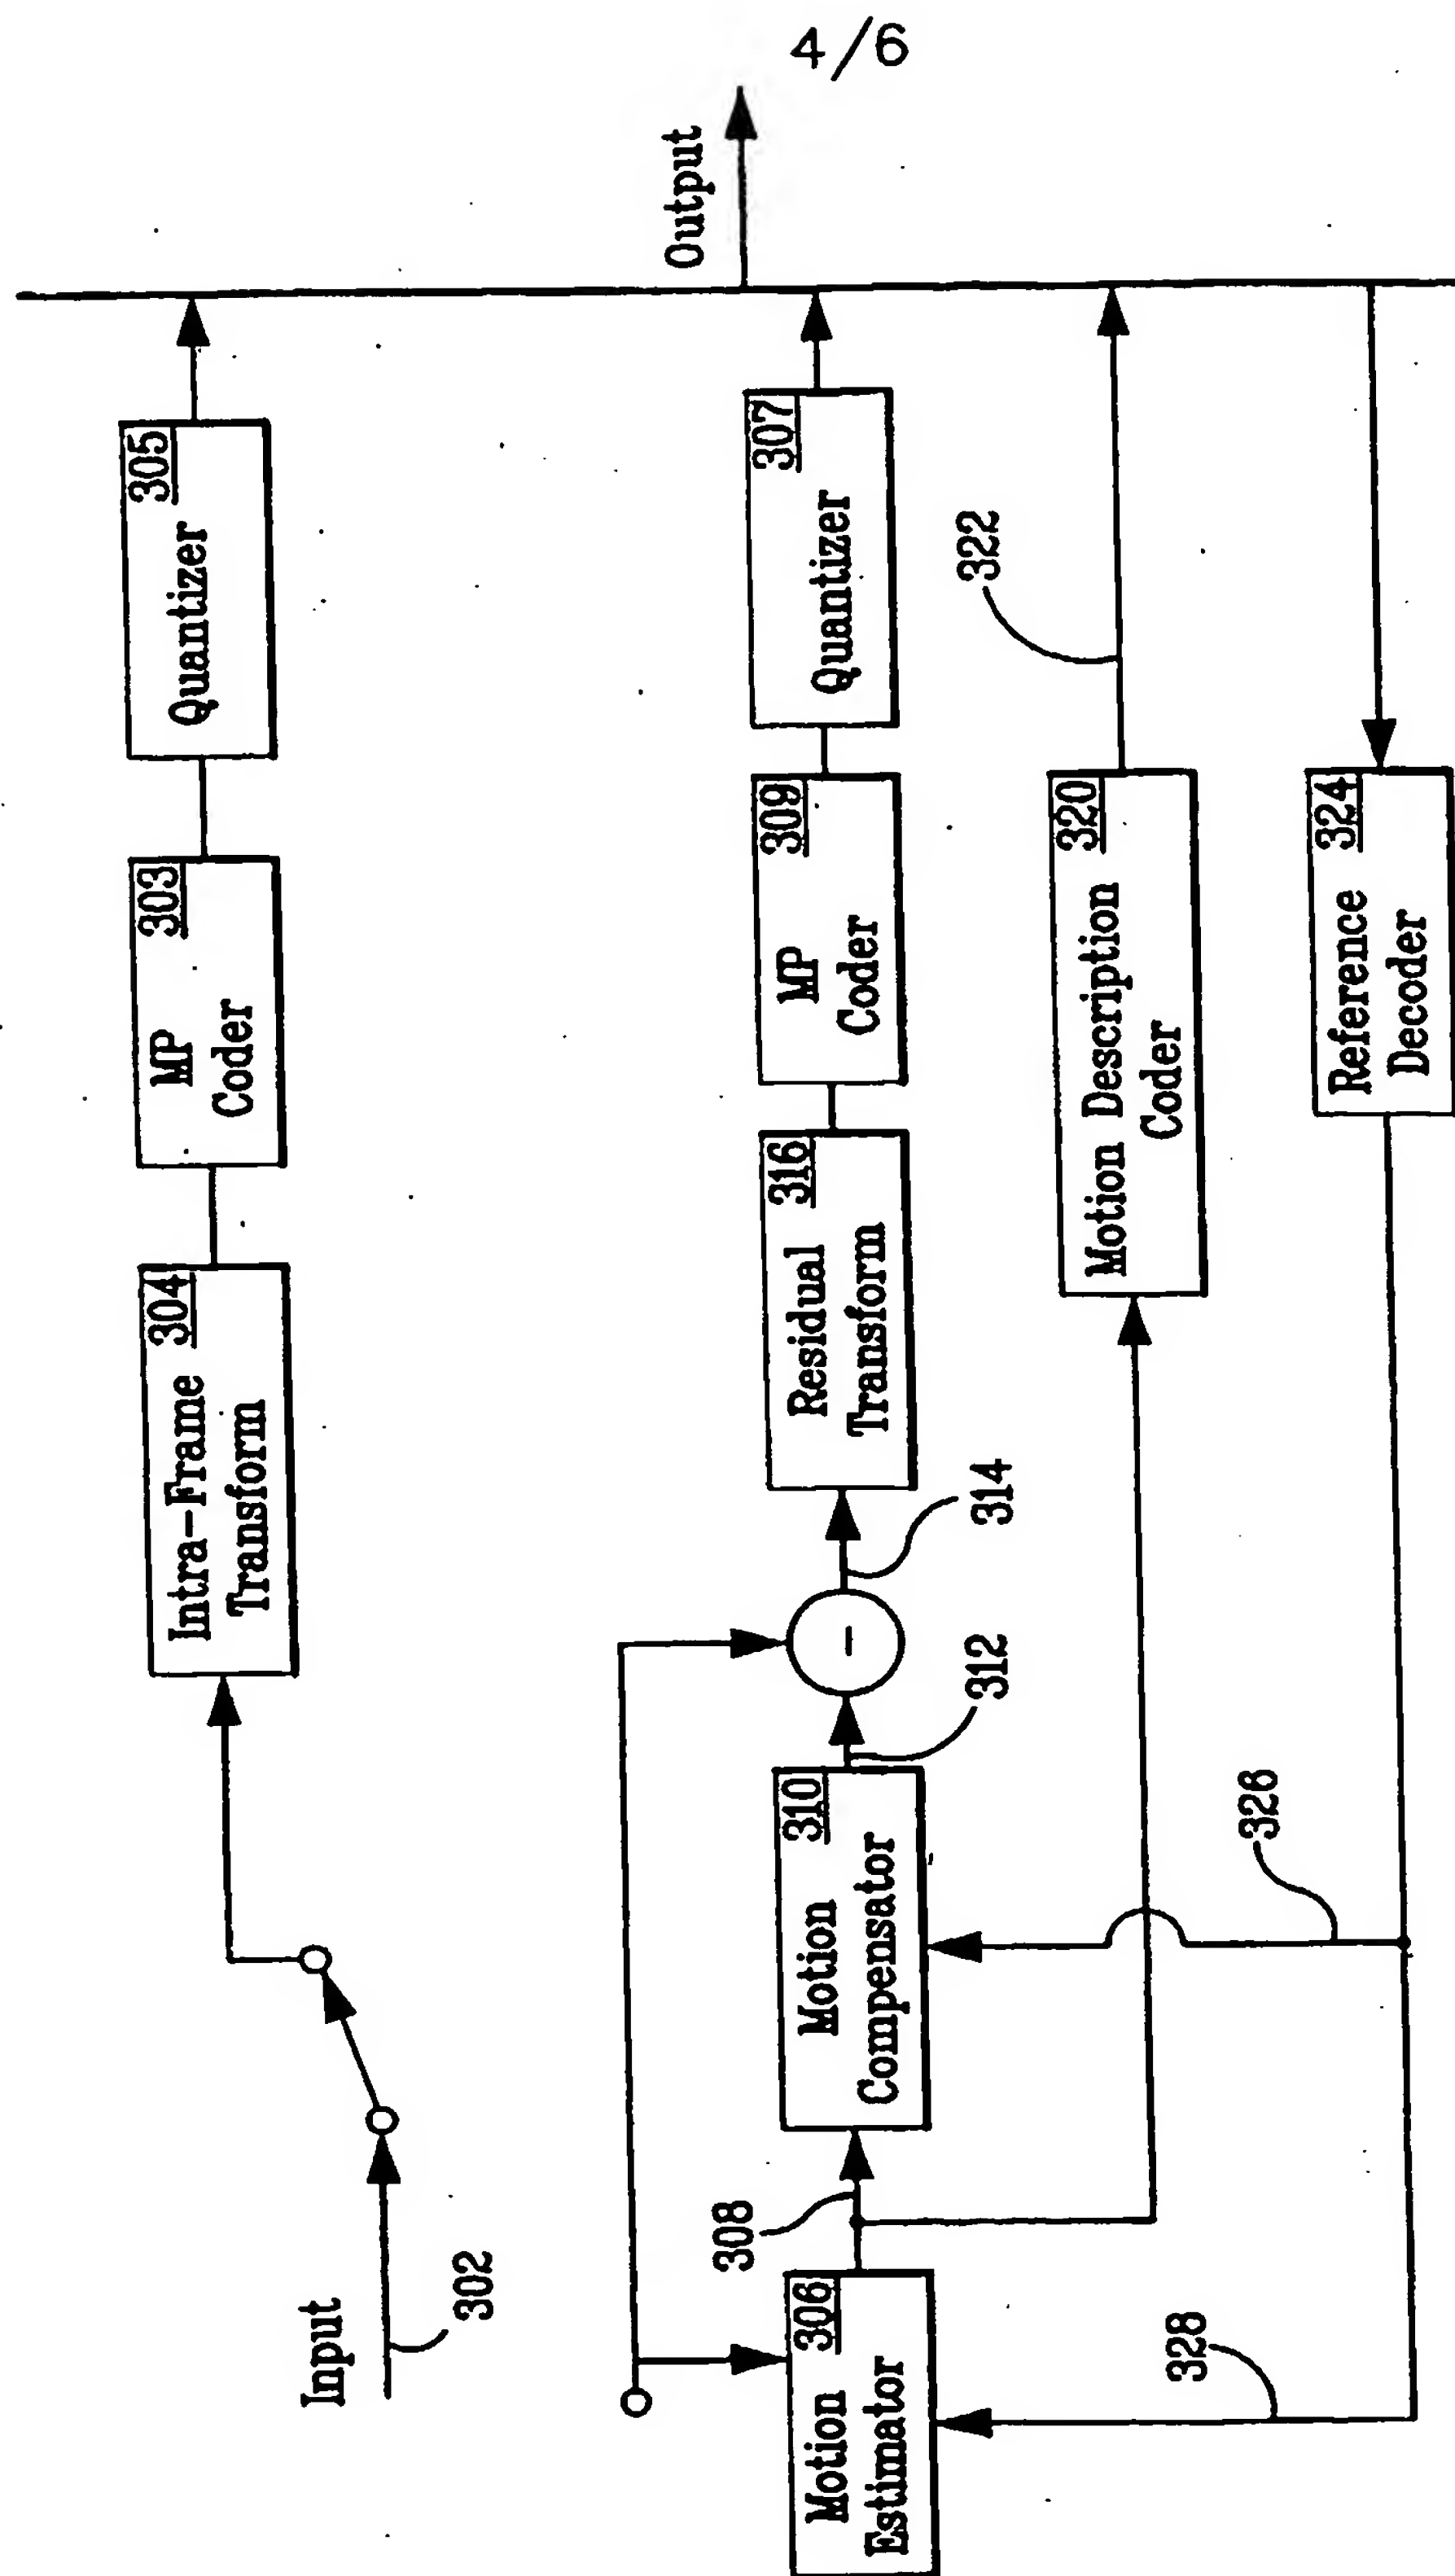 4/6
Input
302
Intra-Frame
Transform
304
MP
Coder
303
Quantizer
305
Output
Motion
Estimator
306
308
Motion
Compensator
310
312
-
314
Residual
Transform
316
MP
Coder
309
Quantizer
307
Motion Description
Coder
320
322
Reference
Decoder
324
326
328